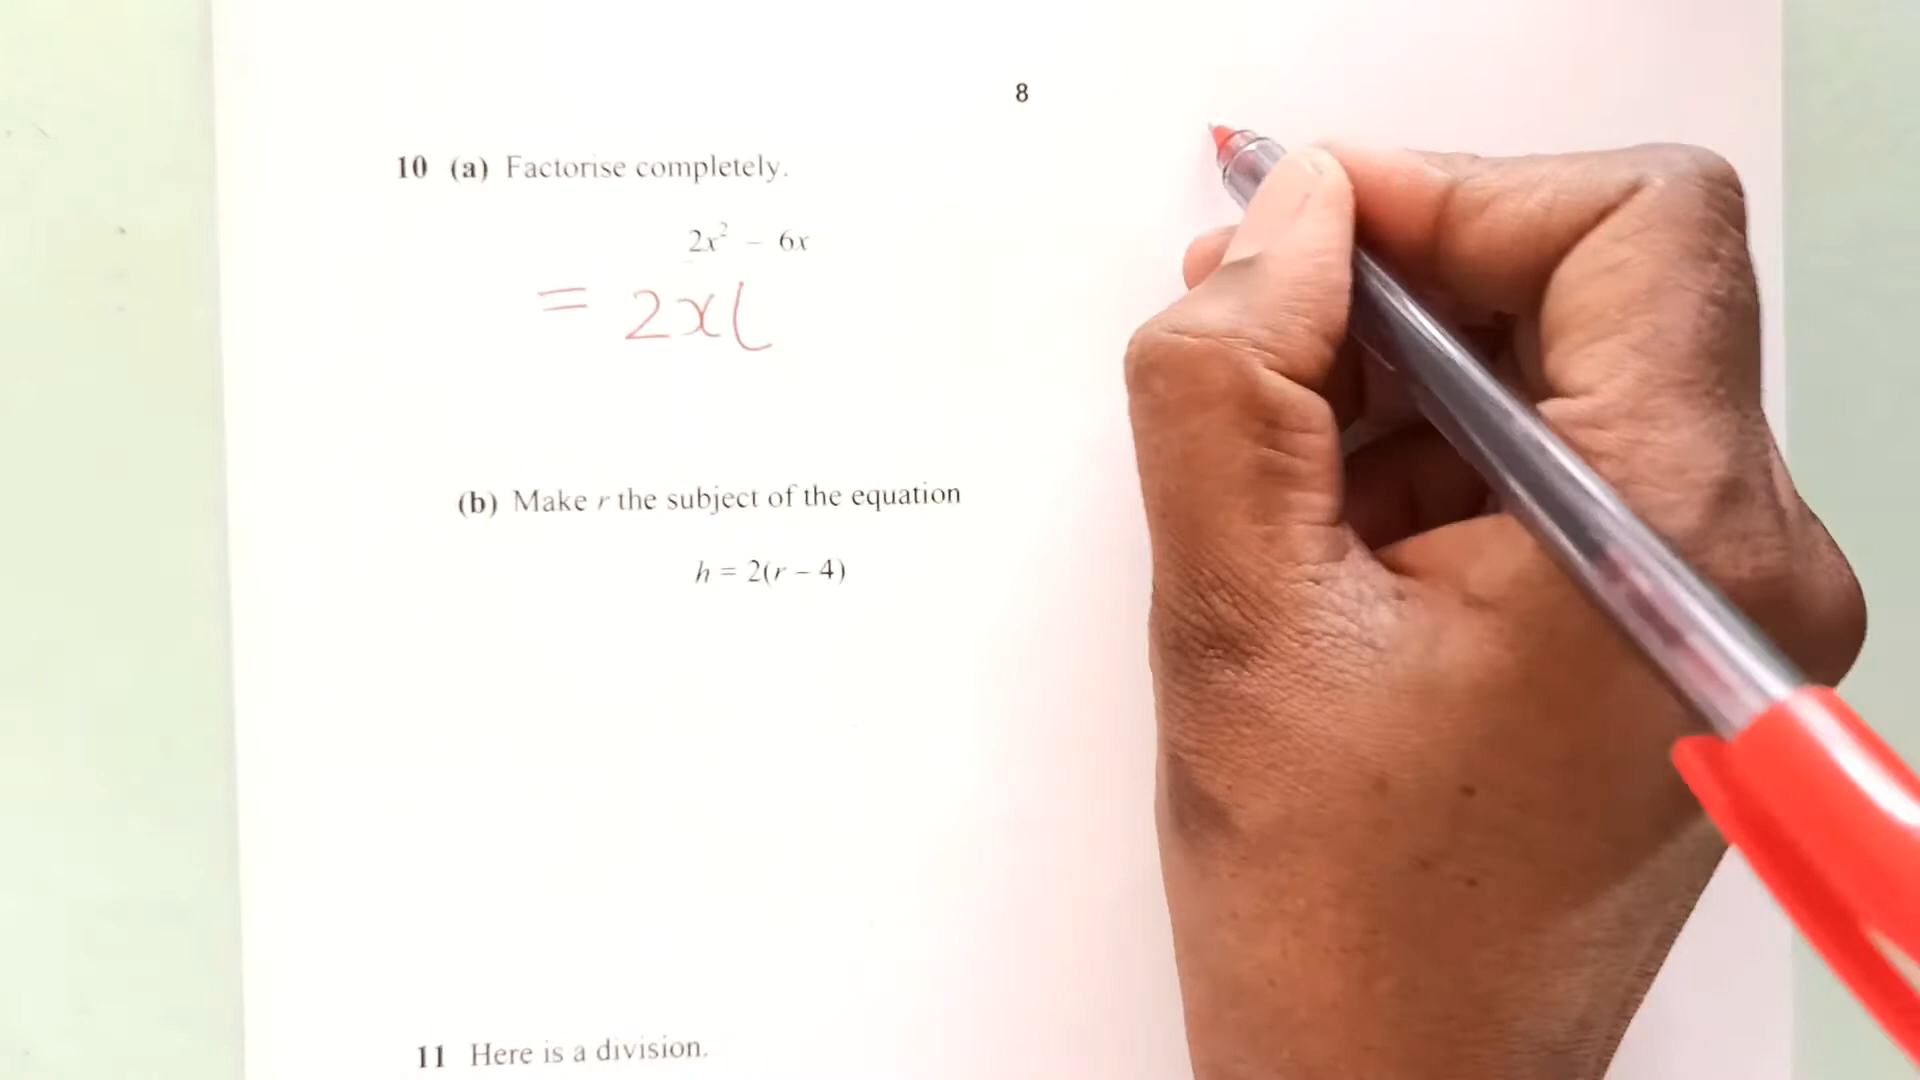 8
10 (a) Factorise completely.
2x² – 6x
= 2x(
(b) Make r the subject of the equation
h = 2(r – 4)
11 Here is a division.